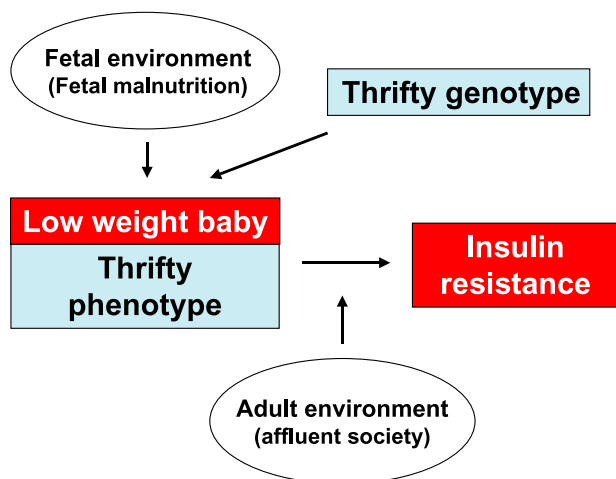 Fetal environment
(Fetal malnutrition)
Thrifty genotype
Low weight baby
Thrifty
phenotype
Insulin
resistance
Adult environment
(affluent society)